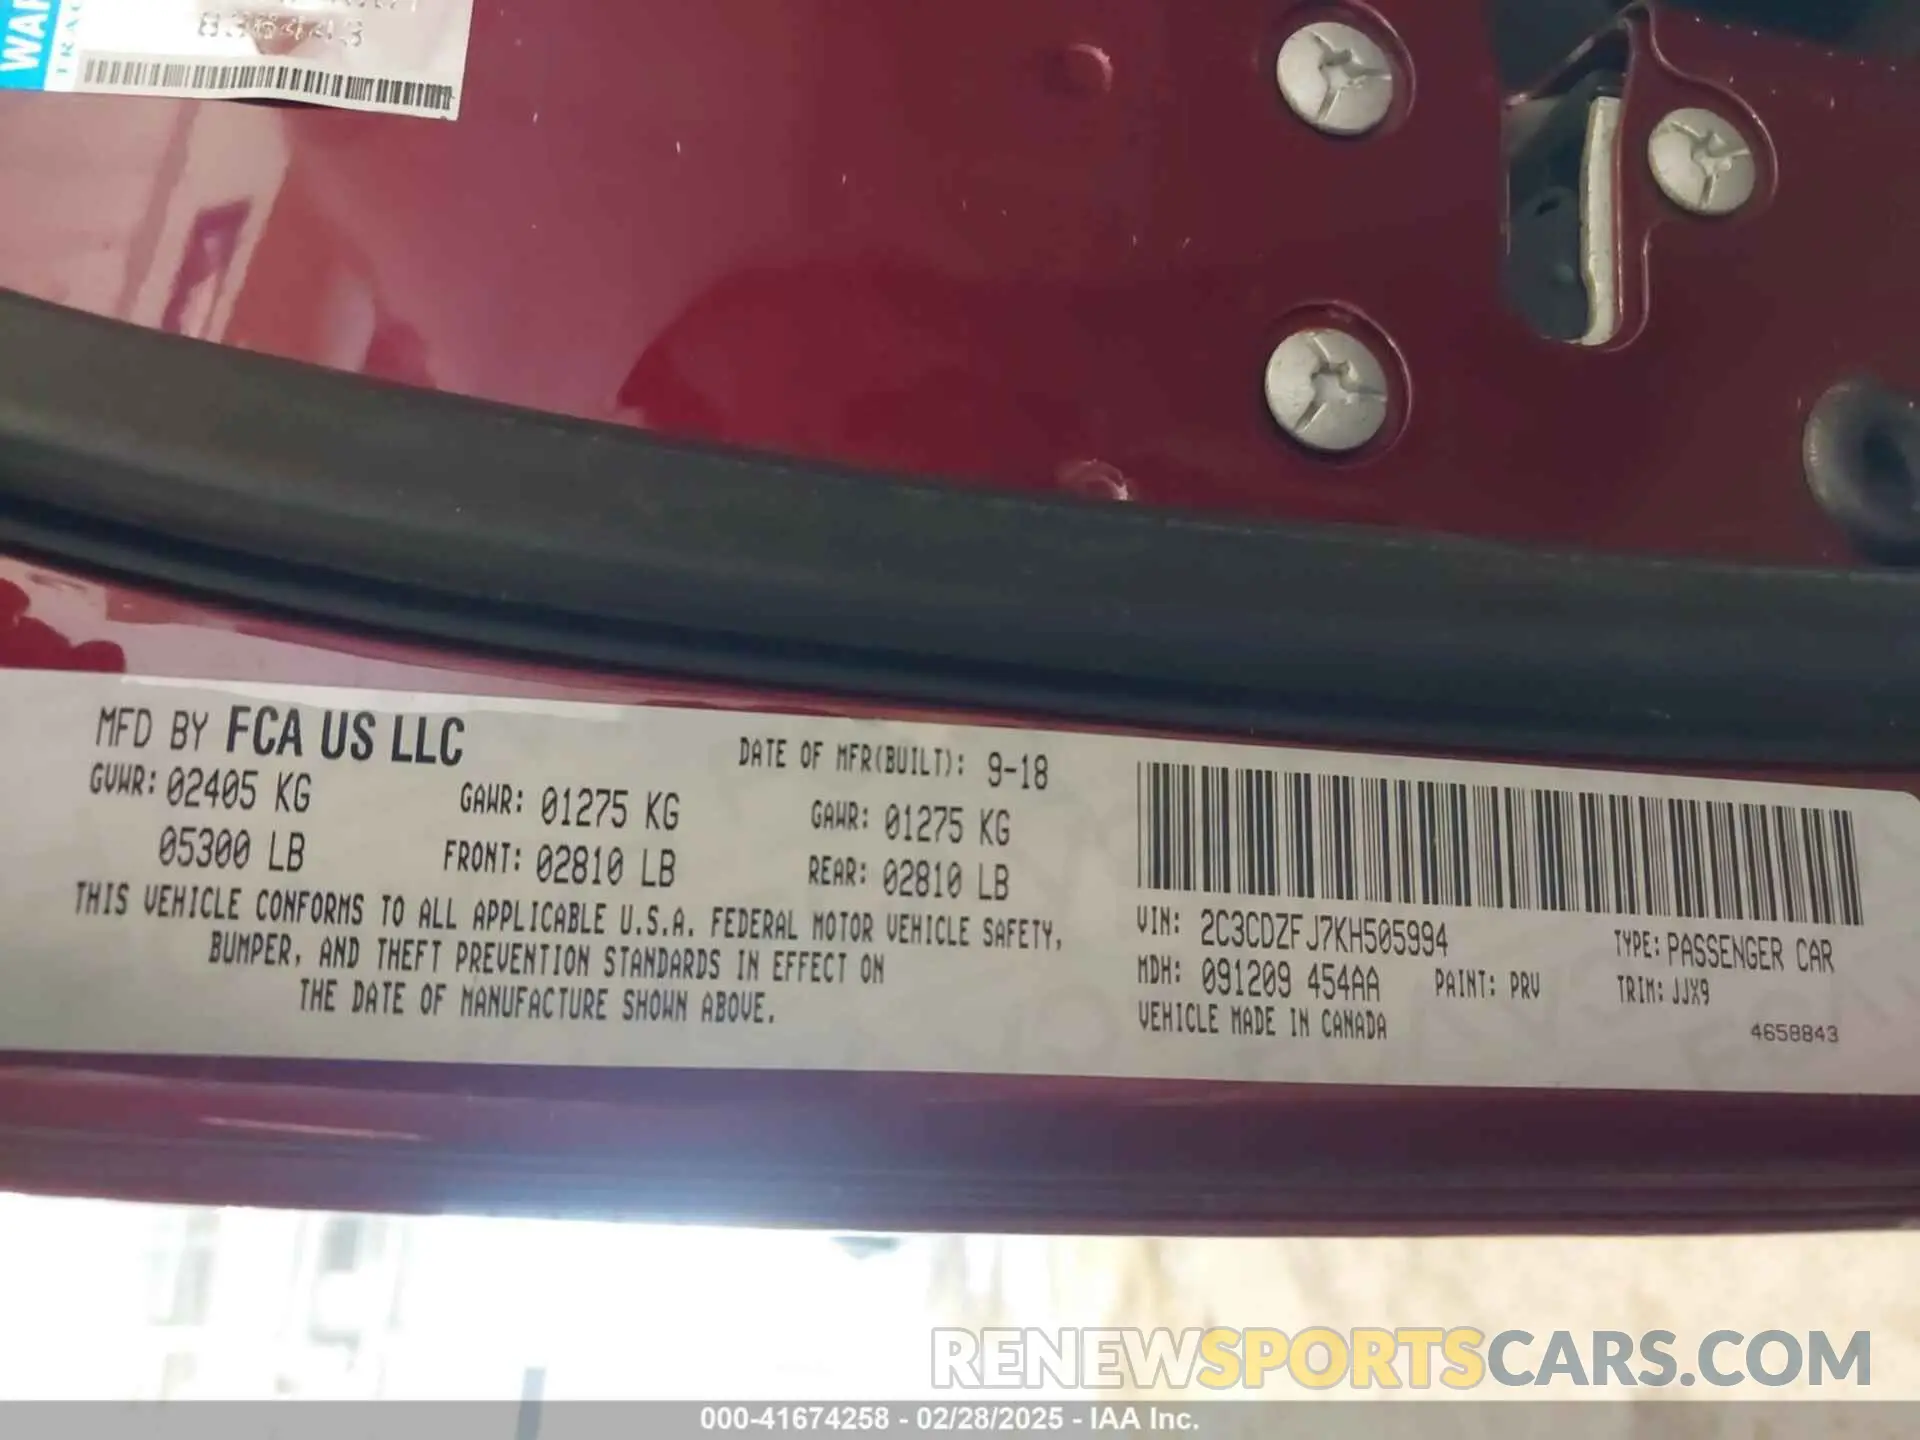 WAR
TRAC
MFD BY FCA US LLC
DATE OF MFR(BUILT): 9-18
GVWR: 02405 KG
GAWR: 01275 KG
GAWR: 01275 KG
05300 LB
FRONT: 02810 LB
REAR: 02810 LB
THIS VEHICLE CONFORMS TO ALL APPLICABLE U.S.A. FEDERAL MOTOR VEHICLE SAFETY,
BUMPER, AND THEFT PREVENTION STANDARDS IN EFFECT ON
THE DATE OF MANUFACTURE SHOWN ABOVE.
VIN: 2C3CDZFJ7KH505994
TYPE: PASSENGER CAR
MDH: 091209 454AA
PAINT: PRV
TRIM: JJX9
VEHICLE MADE IN CANADA
4658843
RENEWSPORTSCARS.COM
000-41674258 - 02/28/2025 - IAA Inc.